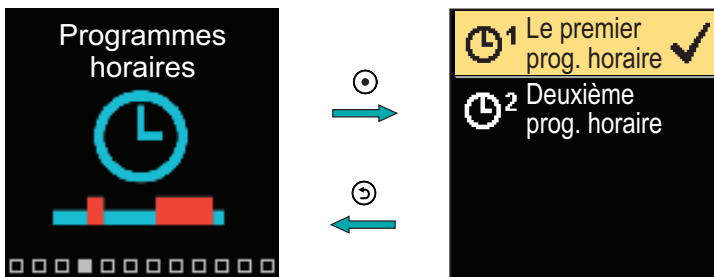 Programmes
horaires
1 Le premier
prog. horaire
2 Deuxième
prog. horaire